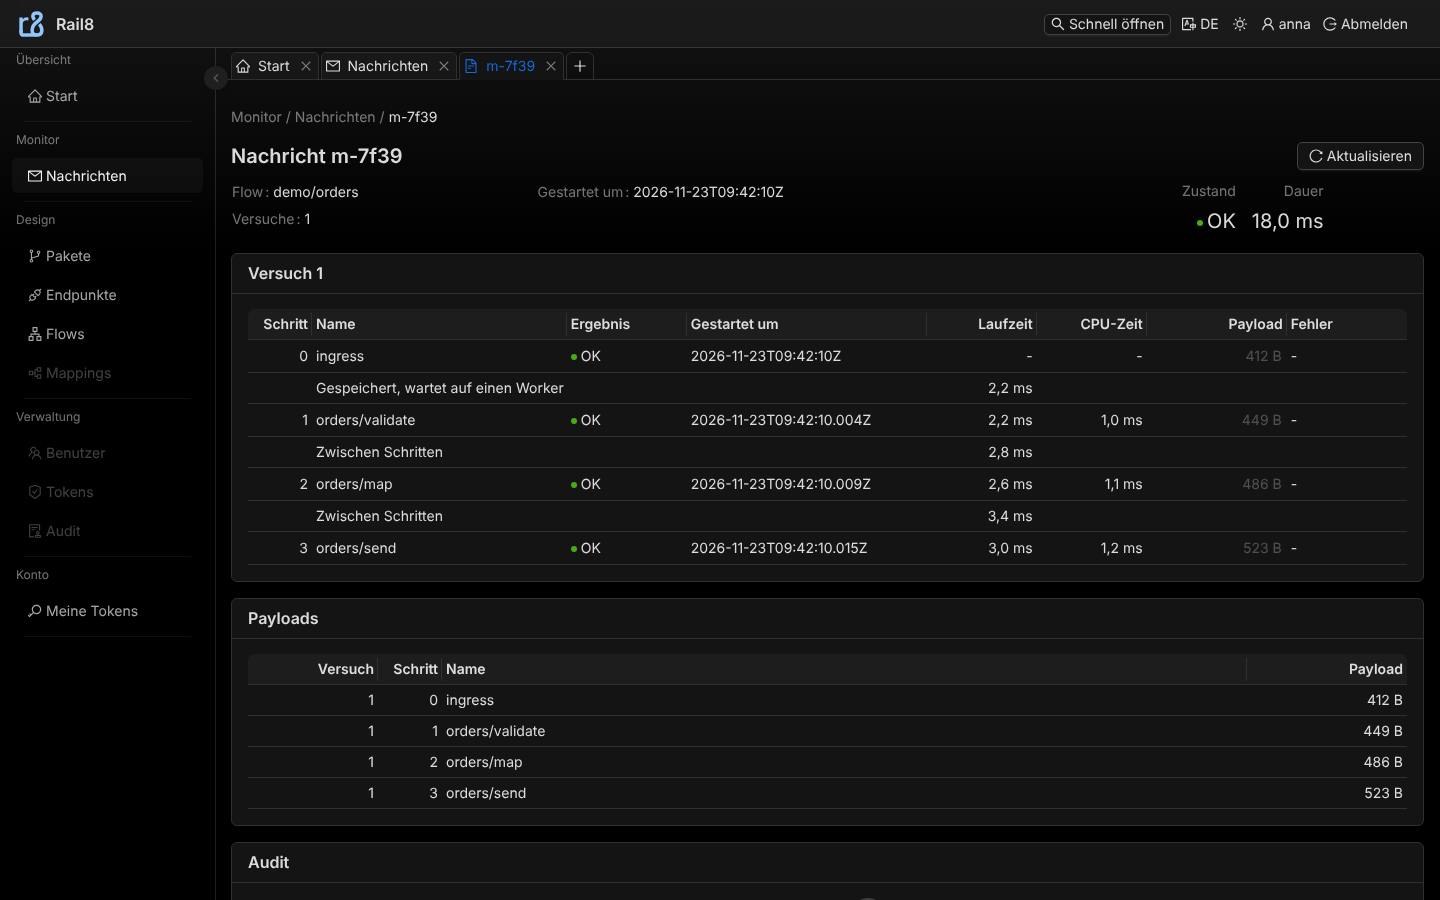 Rail8
Schnell öffnen DE anna Abmelden
Übersicht
Start
Monitor
Nachrichten
Design
Pakete
Endpunkte
Flows
Mappings
Verwaltung
Benutzer
Tokens
Audit
Konto
Meine Tokens
Start Nachrichten m-7f39
Monitor / Nachrichten / m-7f39
Nachricht m-7f39
Aktualisieren
Flow : demo/orders Gestartet um : 2026-11-23T09:42:10Z
Versuche : 1
Zustand Dauer
OK 18,0 ms
Versuch 1
Schritt Name Ergebnis Gestartet um Laufzeit CPU-Zeit Payload Fehler
0 ingress OK 2026-11-23T09:42:10Z - - 412 B -
Gespeichert, wartet auf einen Worker 2,2 ms
1 orders/validate OK 2026-11-23T09:42:10.004Z 2,2 ms 1,0 ms 449 B -
Zwischen Schritten 2,8 ms
2 orders/map OK 2026-11-23T09:42:10.009Z 2,6 ms 1,1 ms 486 B -
Zwischen Schritten 3,4 ms
3 orders/send OK 2026-11-23T09:42:10.015Z 3,0 ms 1,2 ms 523 B -
Payloads
Versuch Schritt Name Payload
1 0 ingress 412 B
1 1 orders/validate 449 B
1 2 orders/map 486 B
1 3 orders/send 523 B
Audit